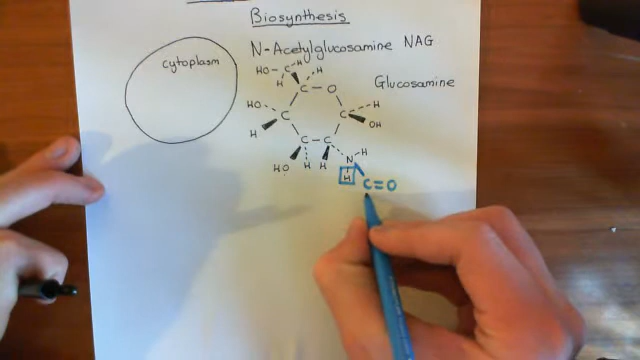 Biosynthesis
N-Acetylglucosamine NAG
cytoplasm
Glucosamine
HO C H
H C H O
HO C C H
H OH
C C
HO H H N H
H
C=O